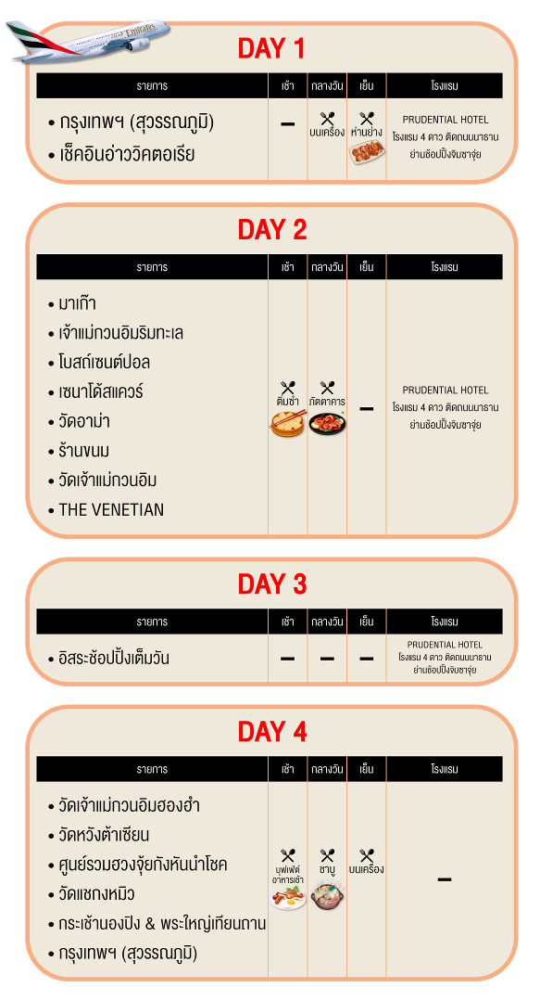 Emirates
DAY 1
รายการ เช้า กลางวัน เย็น โรงแรม
• กรุงเทพฯ (สุวรรณภูมิ)
• เช็คอินอ่าววิคตอเรีย
–
บนเครื่อง
ห่านย่าง
PRUDENTIAL HOTEL
โรงแรม 4 ดาว ติดถนนนาธาน
ย่านช้อปปิ้งจิมซาจุ่ย
DAY 2
รายการ เช้า กลางวัน เย็น โรงแรม
• มาเก๊า
• เจ้าแม่กวนอิมริมทะเล
• โบสถ์เซนต์ปอล
• เซนาโด้สแควร์
• วัดอาม่า
• ร้านขนม
• วัดเจ้าแม่กวนอิม
• THE VENETIAN
ติ่มซำ
ภัตตาคาร
–
PRUDENTIAL HOTEL
โรงแรม 4 ดาว ติดถนนนาธาน
ย่านช้อปปิ้งจิมซาจุ่ย
DAY 3
รายการ เช้า กลางวัน เย็น โรงแรม
• อิสระช้อปปิ้งเต็มวัน
– – –
PRUDENTIAL HOTEL
โรงแรม 4 ดาว ติดถนนนาธาน
ย่านช้อปปิ้งจิมซาจุ่ย
DAY 4
รายการ เช้า กลางวัน เย็น โรงแรม
• วัดเจ้าแม่กวนอิมฮองฮำ
• วัดหวังต้าเซียน
• ศูนย์รวมฮวงจุ้ยกังหันนำโชค
• วัดแชกงหมิว
• กระเช้านองปิง & พระใหญ่เทียนถาน
• กรุงเทพฯ (สุวรรณภูมิ)
บุฟเฟ่ต์
อาหารเช้า
ชาบู
บนเครื่อง
–